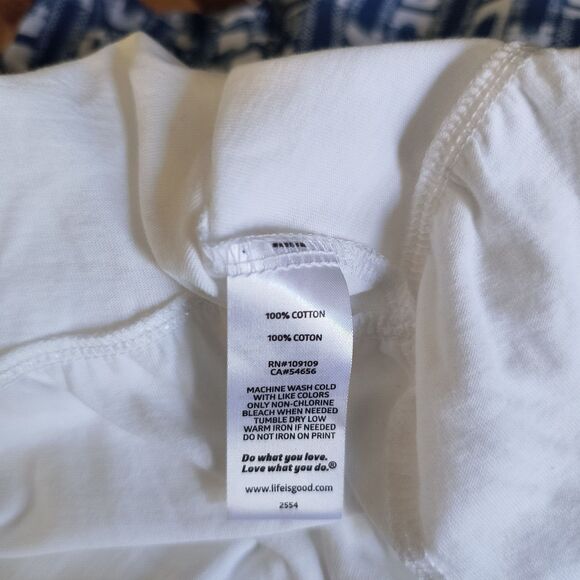 100% COTTON
100% COTON
RN#109109
CA#54656
MACHINE WASH COLD
WITH LIKE COLORS
ONLY NON-CHLORINE
BLEACH WHEN NEEDED
TUMBLE DRY LOW
WARM IRON IF NEEDED
DO NOT IRON ON PRINT
Do what you love.
Love what you do.®
www.lifeisgood.com
2554